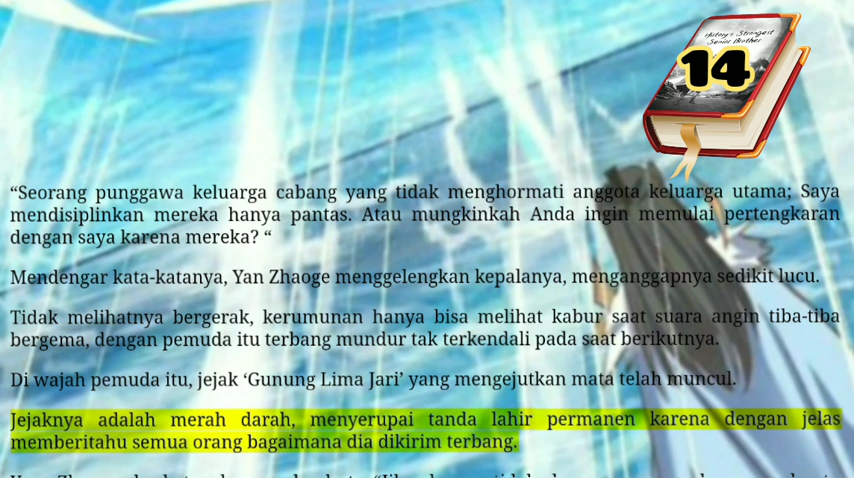 History's Strongest
Senior Brother
14
“Seorang punggawa keluarga cabang yang tidak menghormati anggota keluarga utama; Saya
mendisiplinkan mereka hanya pantas. Atau mungkinkah Anda ingin memulai pertengkaran
dengan saya karena mereka? “
Mendengar kata-katanya, Yan Zhaoge menggelengkan kepalanya, menganggapnya sedikit lucu.
Tidak melihatnya bergerak, kerumunan hanya bisa melihat kabur saat suara angin tiba-tiba
bergema, dengan pemuda itu terbang mundur tak terkendali pada saat berikutnya.
Di wajah pemuda itu, jejak ‘Gunung Lima Jari’ yang mengejutkan mata telah muncul.
Jejaknya adalah merah darah, menyerupai tanda lahir permanen karena dengan jelas
memberitahu semua orang bagaimana dia dikirim terbang.